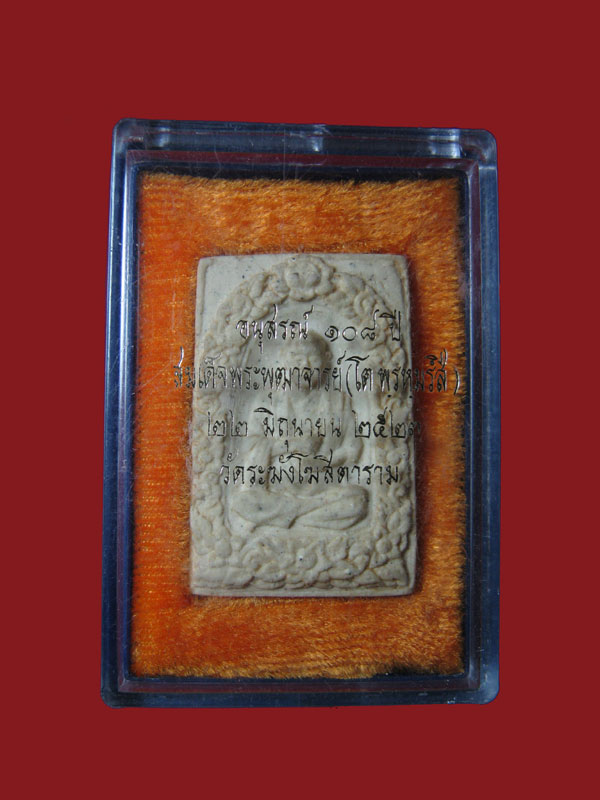 อนุสรณ์ ๑๐๘ ปี
สมเด็จพระพุฒาจารย์ (โต พรหมรังสี)
๒๒ มิถุนายน ๒๕๒๓
วัดระฆังโฆสิตาราม